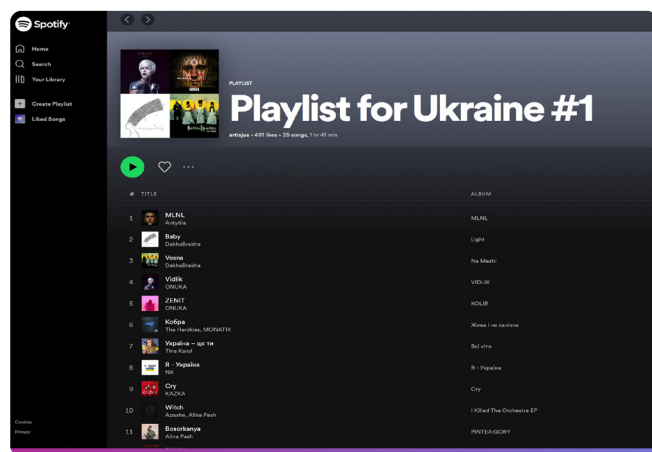 Spotify
Home
Search
Your Library
Create Playlist
Liked Songs
Cookies
Privacy
PLAYLIST
Playlist for Ukraine #1
artisjus • 431 likes • 25 songs, 1 hr 41 min
# TITLE ALBUM
1 MLNL MLNL
Antytila
2 Baby Light
DakhaBrakha
3 Vesna Na Mezhi
DakhaBrakha
4 Vidlik VIDLIK
ONUKA
5 ZENIT KOLIR
ONUKA
6 Кобра Жива і не залізна
The Hardkiss, MONATIK
7 Україна – це ти Всі хіти
Tina Karol
8 Я - Україна Я - Україна
NK
9 Cry Cry
KAZKA
10 Witch I Killed The Orchestra EP
Apashe, Alina Pash
11 Bosorkanya PINTEA:GORY
Alina Pash